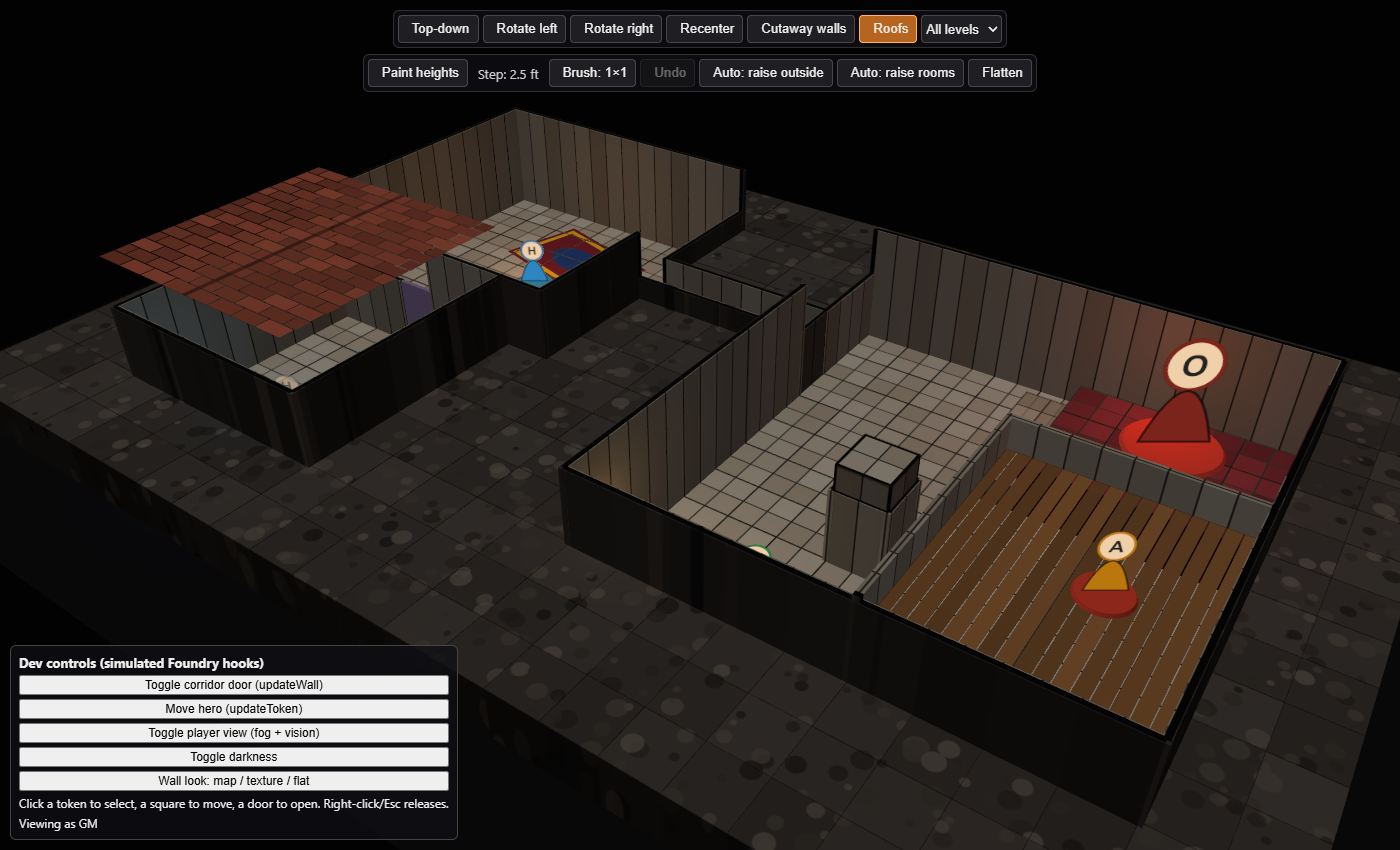 Top-down Rotate left Rotate right Recenter Cutaway walls Roofs All levels
Paint heights Step: 2.5 ft Brush: 1×1 Undo Auto: raise outside Auto: raise rooms Flatten
H
O
A
Dev controls (simulated Foundry hooks)
Toggle corridor door (updateWall)
Move hero (updateToken)
Toggle player view (fog + vision)
Toggle darkness
Wall look: map / texture / flat
Click a token to select, a square to move, a door to open. Right-click/Esc releases.
Viewing as GM